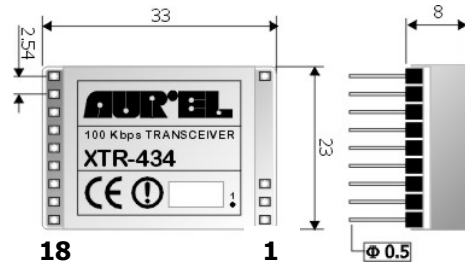 33
8
2.54
AUR°EL
100 Kbps TRANSCEIVER
XTR-434
23
CE
1
18
1
Φ 0.5